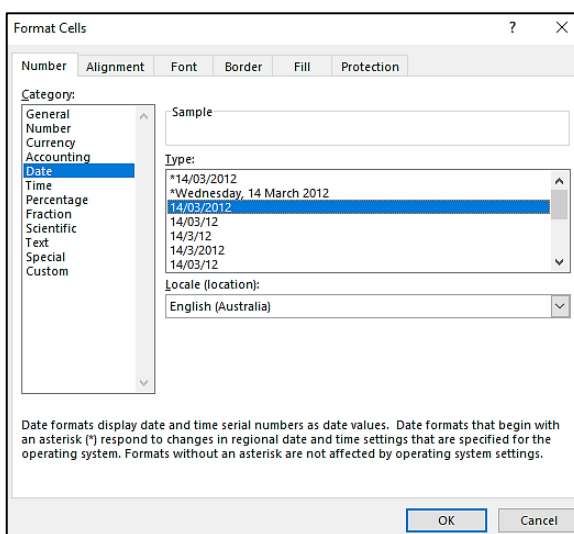 Format Cells ? ×
Number Alignment Font Border Fill Protection
Category:
General
Number
Currency
Accounting
Date
Time
Percentage
Fraction
Scientific
Text
Special
Custom
Sample
Type:
*14/03/2012
*Wednesday, 14 March 2012
14/03/2012
14/03/12
14/3/12
14/3/2012
14/03/12
Locale (location):
English (Australia)
Date formats display date and time serial numbers as date values. Date formats that begin with
an asterisk (*) respond to changes in regional date and time settings that are specified for the
operating system. Formats without an asterisk are not affected by operating system settings.
OK Cancel